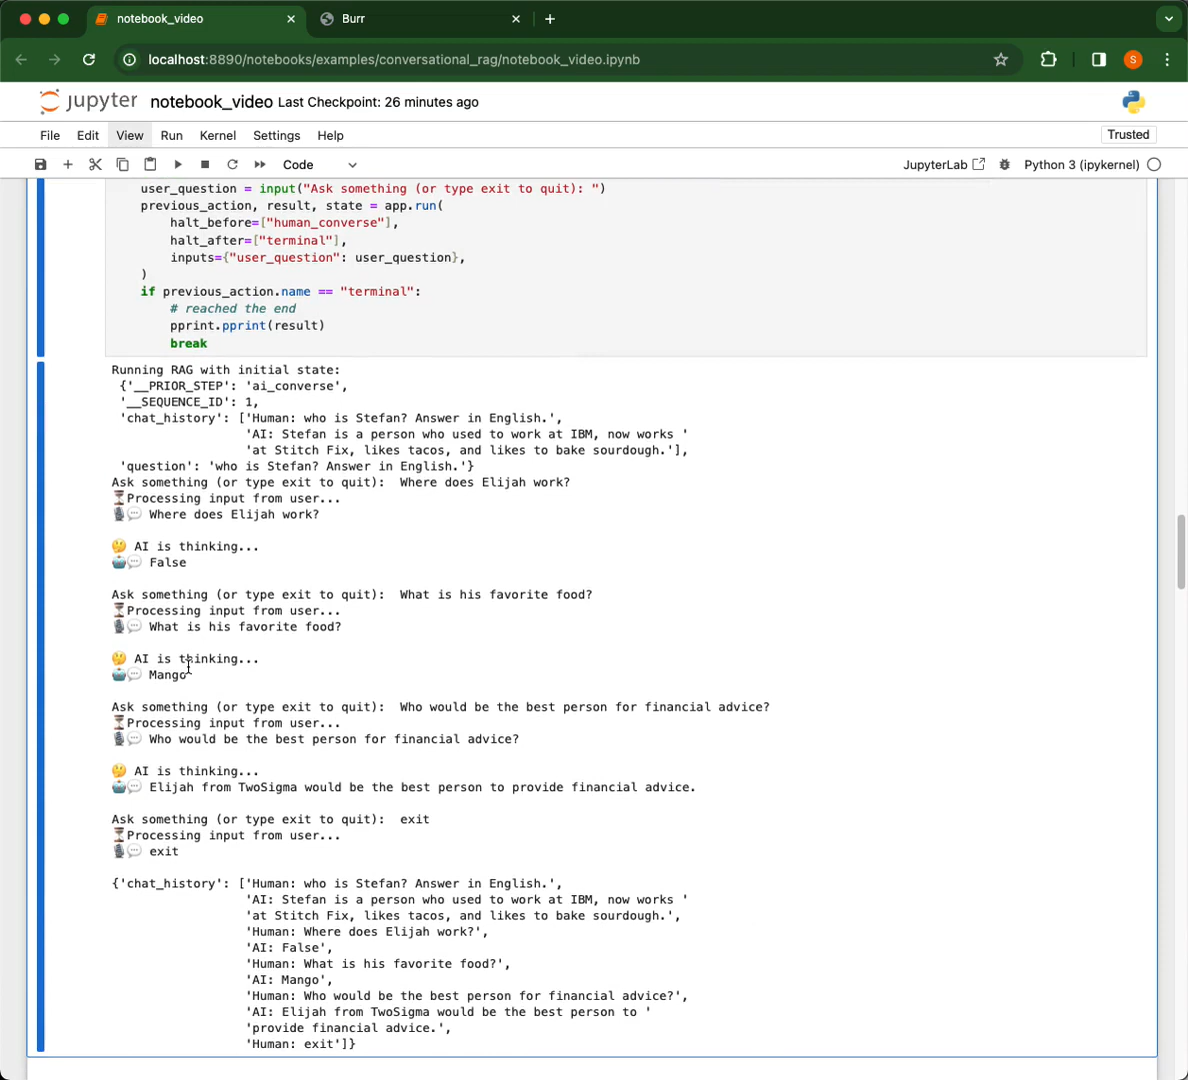 notebook_video
Burr
localhost:8890/notebooks/examples/conversational_rag/notebook_video.ipynb
S
jupyter notebook_video Last Checkpoint: 26 minutes ago
File Edit View Run Kernel Settings Help
Trusted
Code
JupyterLab
Python 3 (ipykernel)
user_question = input("Ask something (or type exit to quit): ")
previous_action, result, state = app.run(
halt_before=["human_converse"],
halt_after=["terminal"],
inputs={"user_question": user_question},
)
if previous_action.name == "terminal":
# reached the end
pprint.pprint(result)
break
Running RAG with initial state:
{'__PRIOR_STEP': 'ai_converse',
'__SEQUENCE_ID': 1,
'chat_history': ['Human: who is Stefan? Answer in English.',
'AI: Stefan is a person who used to work at IBM, now works '
'at Stitch Fix, likes tacos, and likes to bake sourdough.'],
'question': 'who is Stefan? Answer in English.'}
Ask something (or type exit to quit):  Where does Elijah work?
⏳Processing input from user...
🎙💬 Where does Elijah work?
🤔 AI is thinking...
🤖💬 False
Ask something (or type exit to quit):  What is his favorite food?
⏳Processing input from user...
🎙💬 What is his favorite food?
🤔 AI is thinking...
🤖💬 Mango
Ask something (or type exit to quit):  Who would be the best person for financial advice?
⏳Processing input from user...
🎙💬 Who would be the best person for financial advice?
🤔 AI is thinking...
🤖💬 Elijah from TwoSigma would be the best person to provide financial advice.
Ask something (or type exit to quit):  exit
⏳Processing input from user...
🎙💬 exit
{'chat_history': ['Human: who is Stefan? Answer in English.',
'AI: Stefan is a person who used to work at IBM, now works '
'at Stitch Fix, likes tacos, and likes to bake sourdough.',
'Human: Where does Elijah work?',
'AI: False',
'Human: What is his favorite food?',
'AI: Mango',
'Human: Who would be the best person for financial advice?',
'AI: Elijah from TwoSigma would be the best person to '
'provide financial advice.',
'Human: exit']}